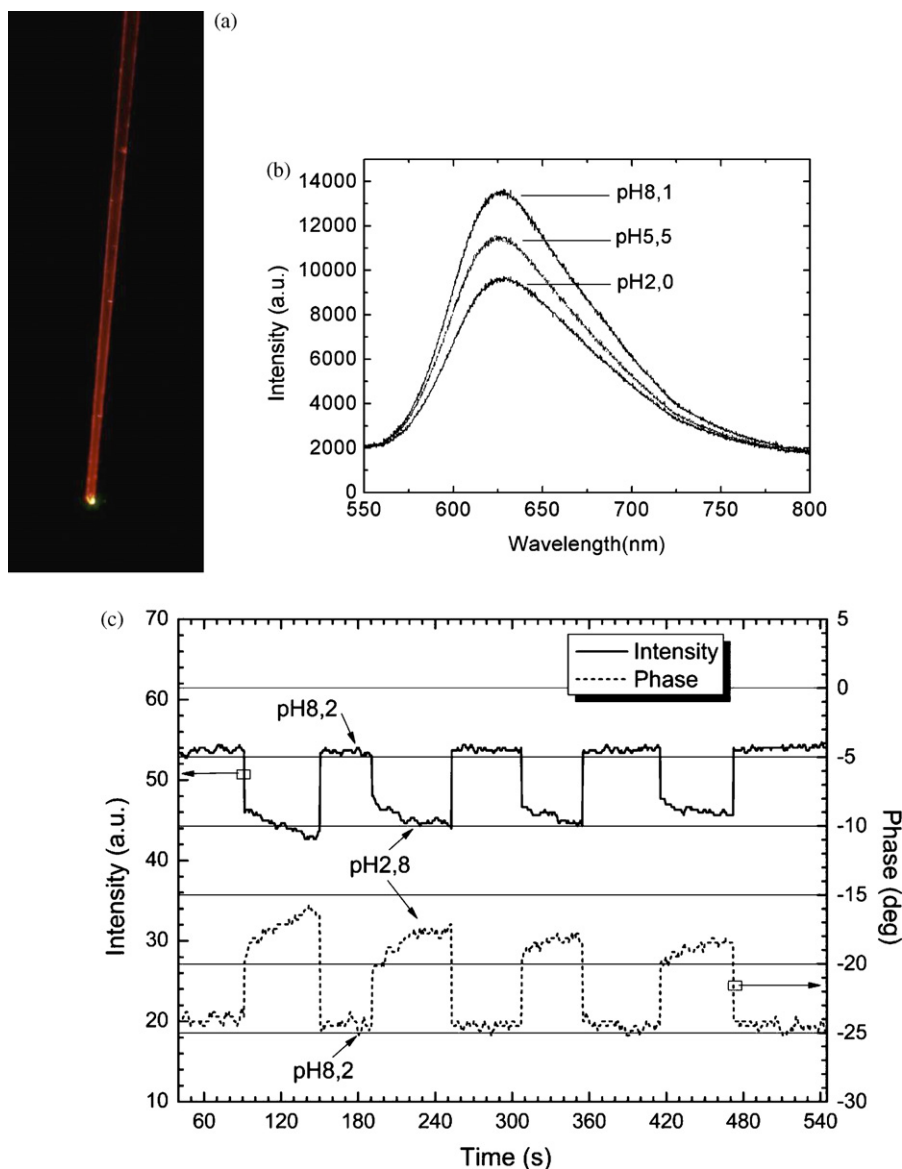 (a)
(b)
14000
12000
10000
8000
6000
4000
2000
0
Intensity (a.u.)
pH8,1
pH5,5
pH2,0
550 600 650 700 750 800
Wavelength(nm)
(c)
70
60
50
40
30
20
10
Intensity (a.u.)
Intensity
Phase
pH8,2
pH2,8
pH8,2
5
0
-5
-10
-15
-20
-25
-30
Phase (deg)
60 120 180 240 300 360 420 480 540
Time (s)